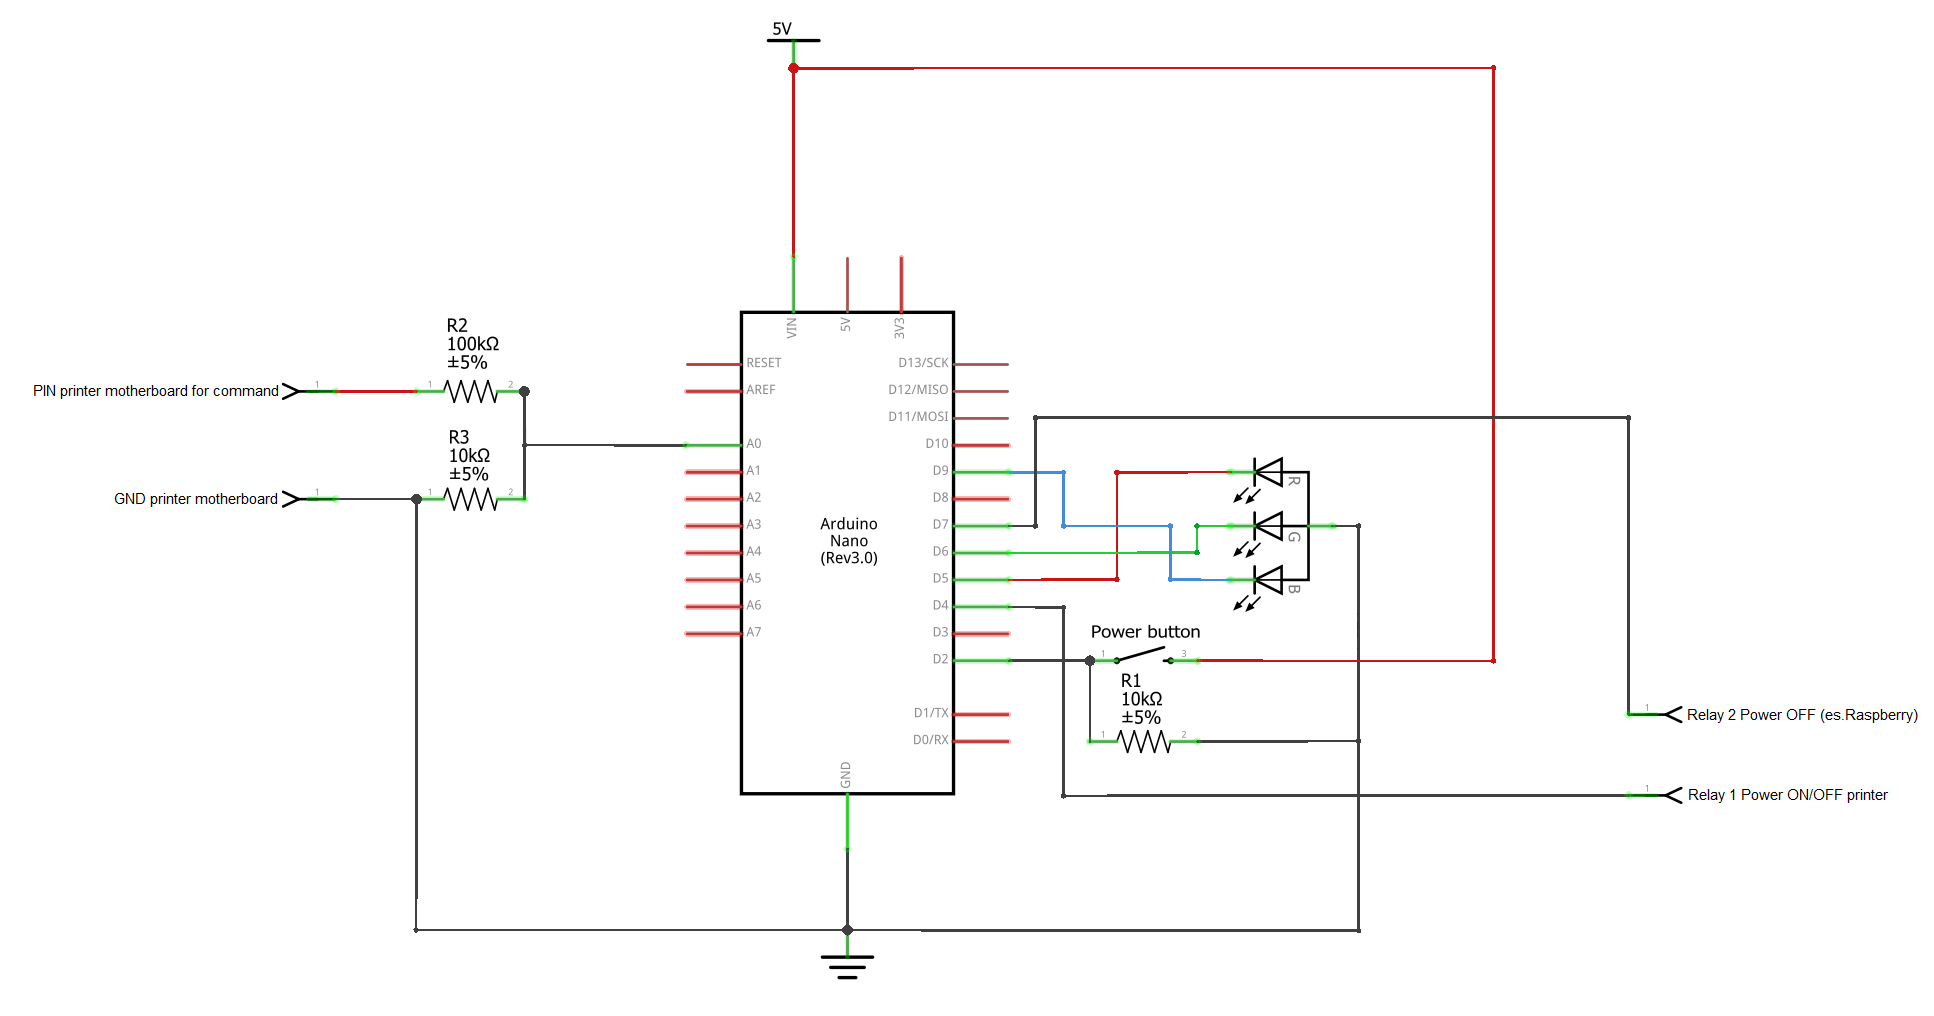 5V
VIN
5V
3V3
R2
100kΩ
±5%
PIN printer motherboard for command
1
1
2
R3
10kΩ
±5%
GND printer motherboard
1
1
2
RESET
AREF
A0
A1
A2
A3
A4
A5
A6
A7
Arduino
Nano
(Rev3.0)
D13/SCK
D12/MISO
D11/MOSI
D10
D9
D8
D7
D6
D5
D4
D3
D2
D1/TX
D0/RX
GND
R
G
B
Power button
1
3
R1
10kΩ
±5%
1
2
1
Relay 2 Power OFF (es.Raspberry)
1
Relay 1 Power ON/OFF printer